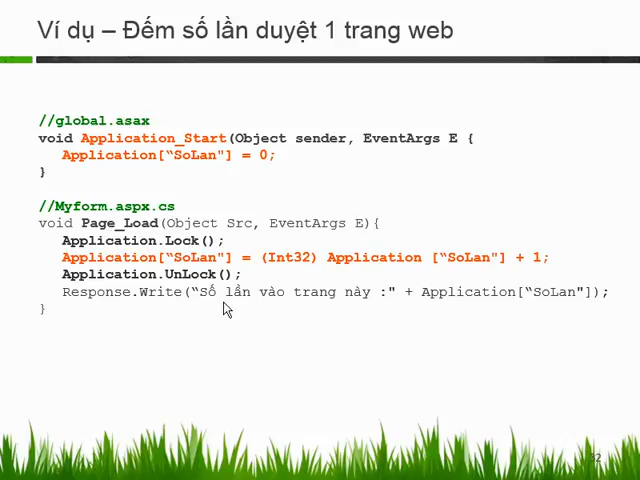 Ví dụ – Đếm số lần duyệt 1 trang web
//global.asax
void Application_Start(Object sender, EventArgs E {
Application[“SoLan"] = 0;
}
//Myform.aspx.cs
void Page_Load(Object Src, EventArgs E){
Application.Lock();
Application[“SoLan"] = (Int32) Application [“SoLan"] + 1;
Application.UnLock();
Response.Write(“Số lần vào trang này :" + Application[“SoLan"]);
}